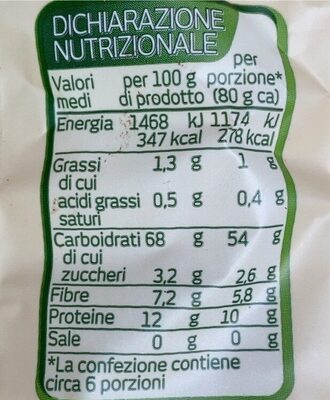 DICHIARAZIONE
NUTRIZIONALE
Valori per 100 g per
medi di prodotto porzione*
(80 g ca)
Energia 1468 kJ 1174 kJ
347 kcal 278 kcal
Grassi 1,3 g 1 g
di cui
acidi grassi 0,5 g 0,4 g
saturi
Carboidrati 68 g 54 g
di cui
zuccheri 3,2 g 2,6 g
Fibre 7,2 g 5,8 g
Proteine 12 g 10 g
Sale 0 g 0 g
*La confezione contiene
circa 6 porzioni